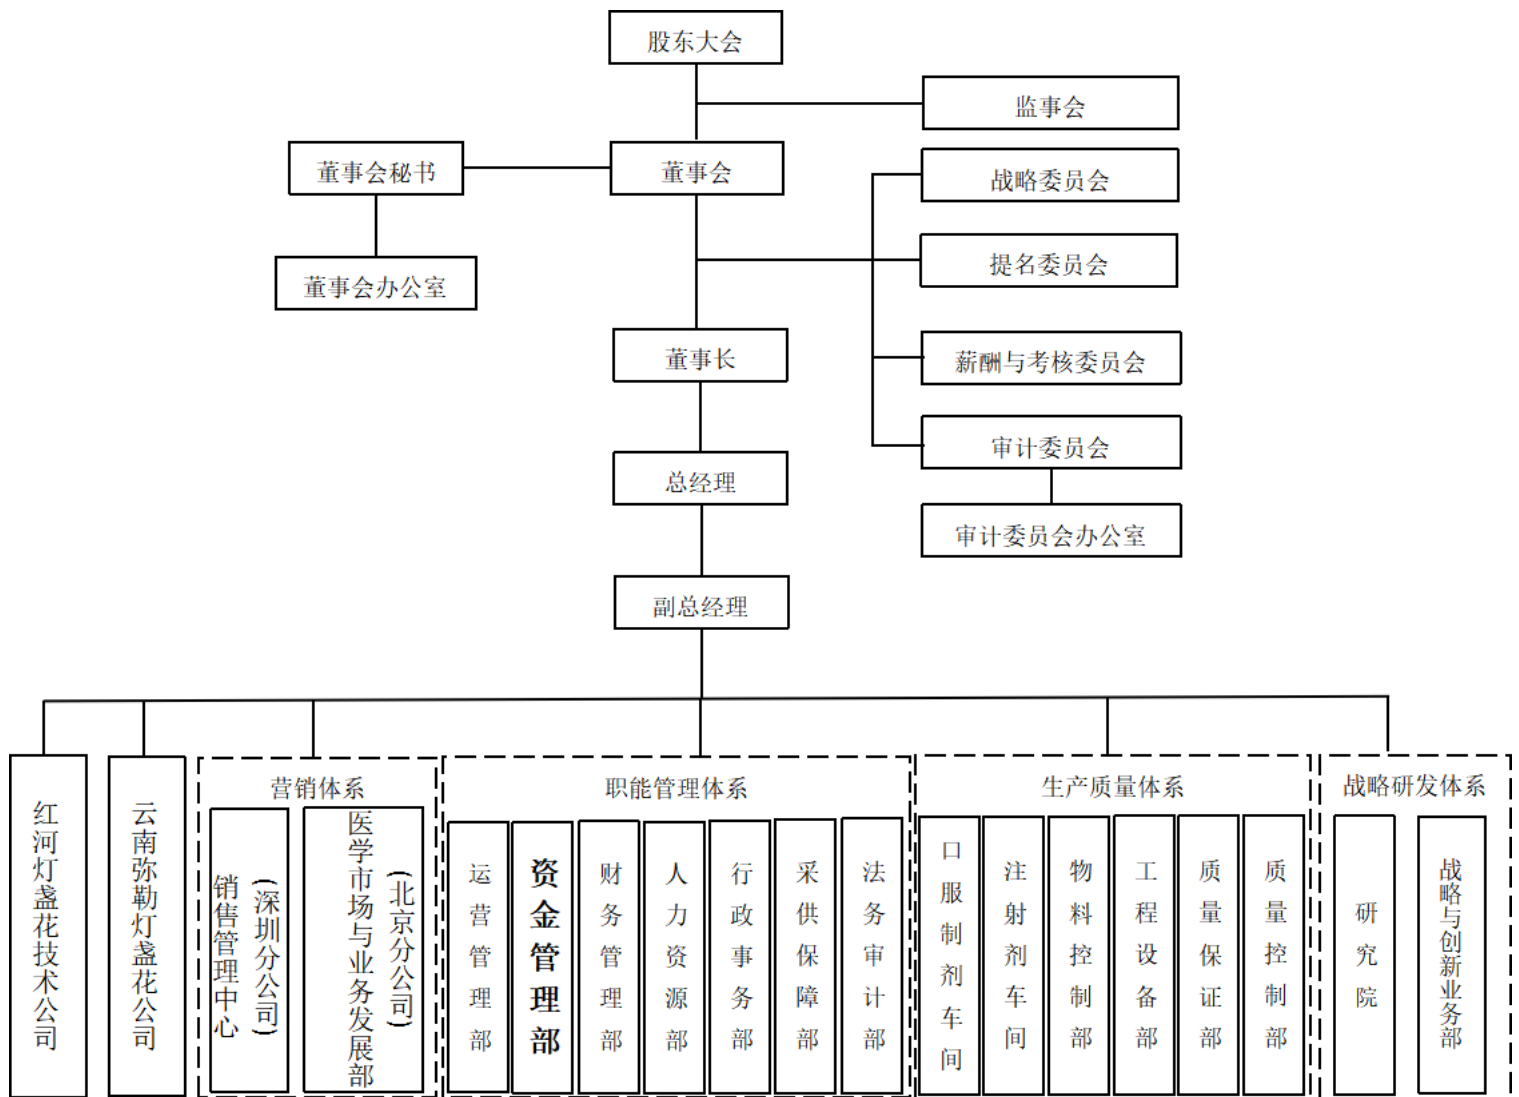 股东大会
监事会
董事会秘书
董事会
战略委员会
提名委员会
董事会办公室
董事长
薪酬与考核委员会
审计委员会
总经理
审计委员会办公室
副总经理
红河灯盏花技术公司
云南弥勒灯盏花公司
营销体系
销售管理中心
(深圳分公司)
医学市场与业务发展部
(北京分公司)
职能管理体系
运营管理部
资金管理部
财务管理部
人力资源部
行政事务部
采供保障部
法务审计部
生产质量体系
口服制剂车间
注射剂车间
物料控制部
工程设备部
质量保证部
质量控制部
战略研发体系
研究院
战略与创新业务部